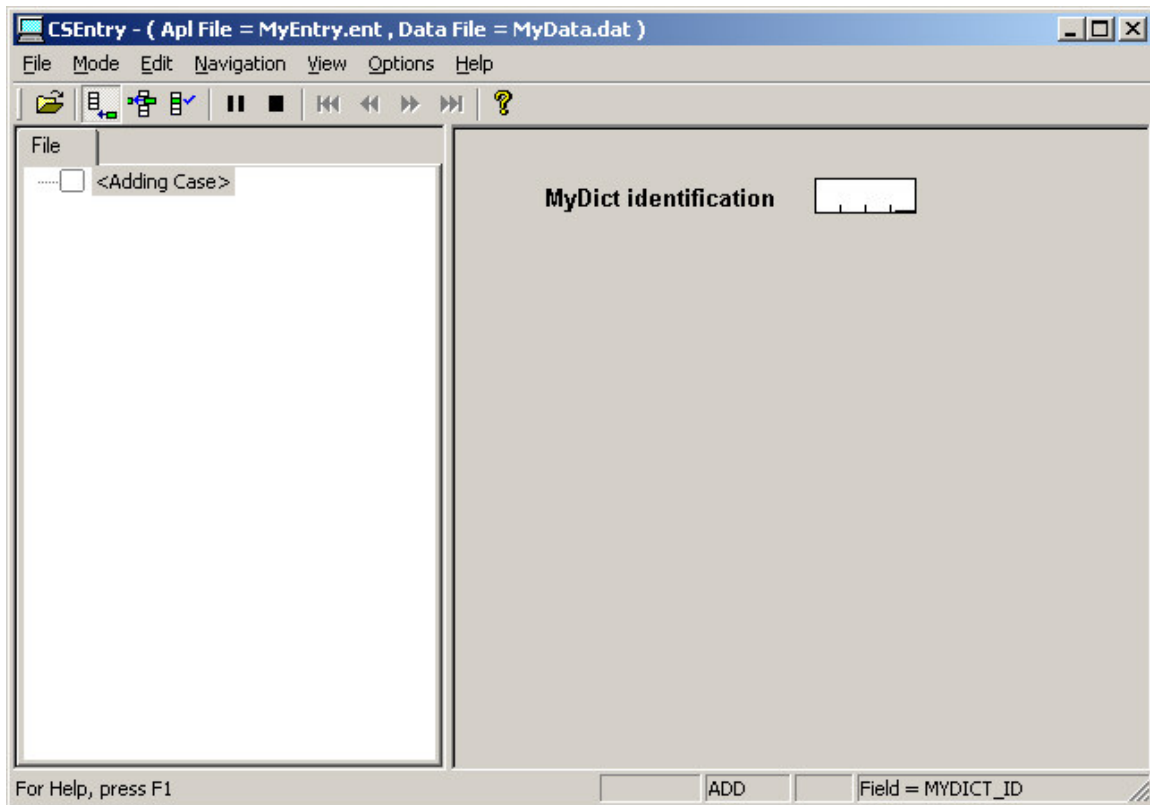 CSEntry - ( Apl File = MyEntry.ent , Data File = MyData.dat )
File Mode Edit Navigation View Options Help
File
<Adding Case>
MyDict identification
For Help, press F1 ADD Field = MYDICT_ID